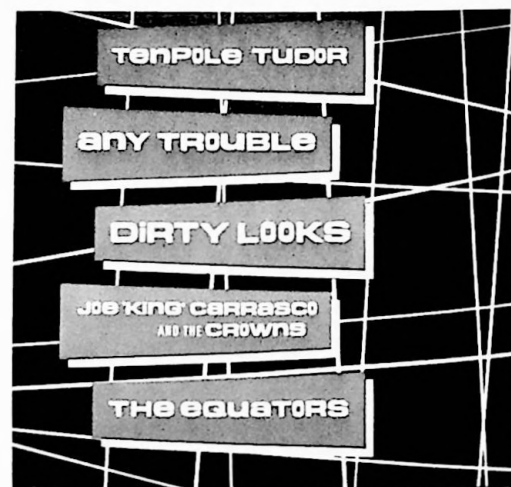 TenPOLe TUDOR
anY TROUBLe
DiRTY LOOKS
JOe "KiNG" CaRRaSCO
AND THE CROWNS
THe eQUaTORS